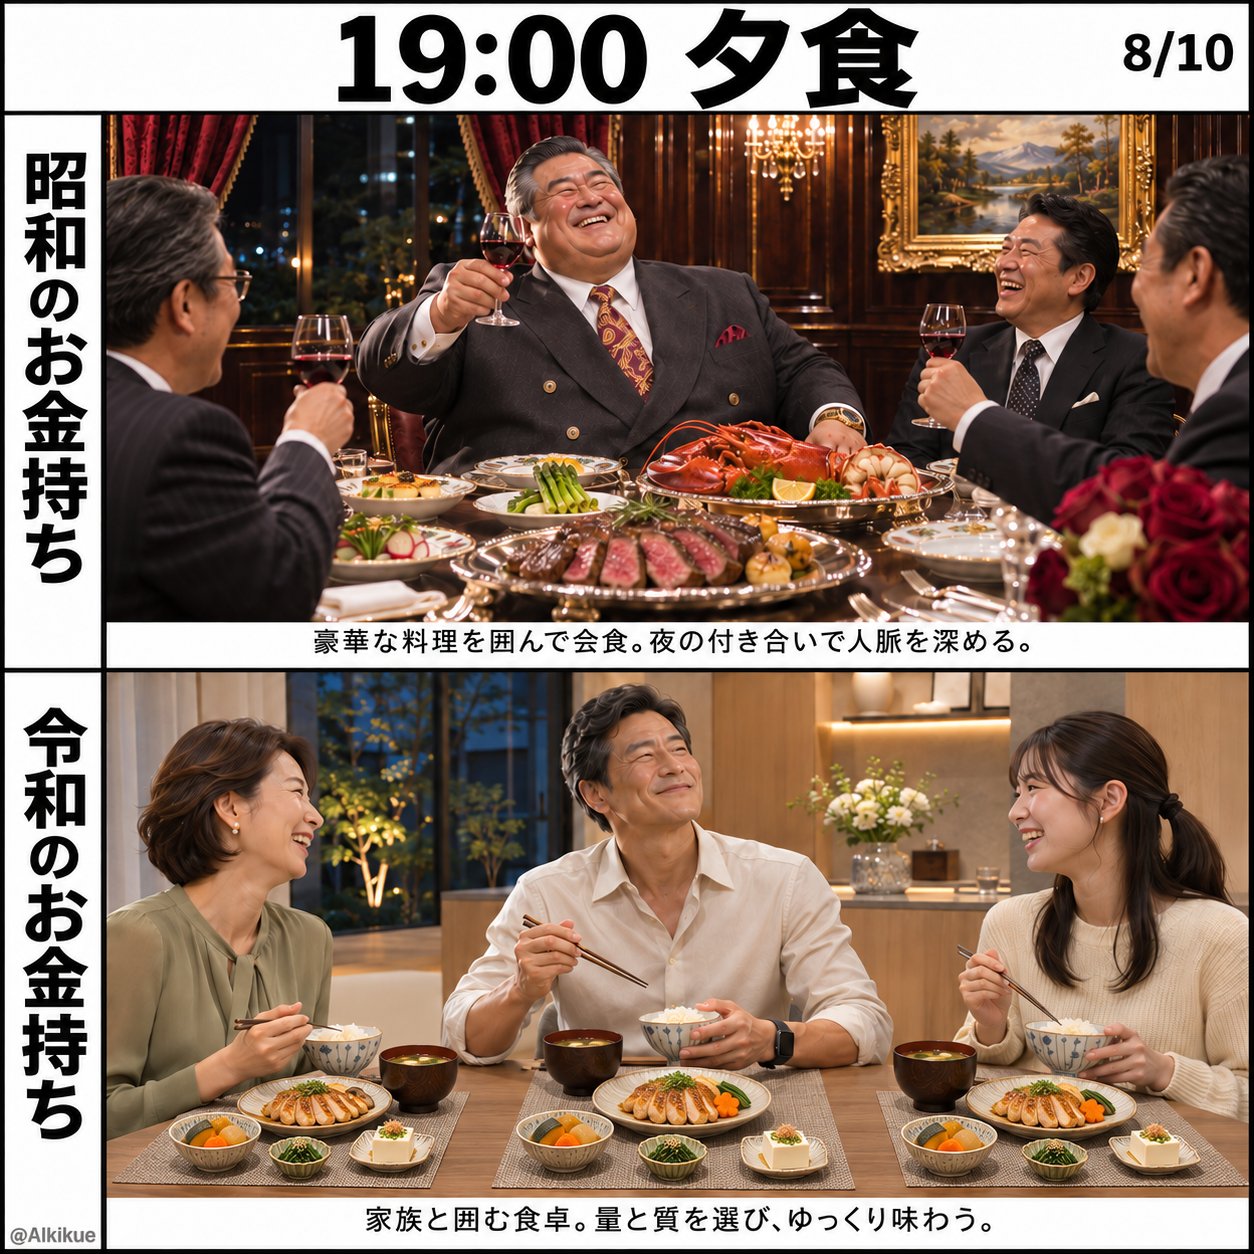 19:00 夕食
8/10
昭和のお金持ち
豪華な料理を囲んで会食。夜の付き合いで人脈を深める。
令和のお金持ち
家族と囲む食卓。量と質を選び、ゆっくり味わう。
@Alkikue